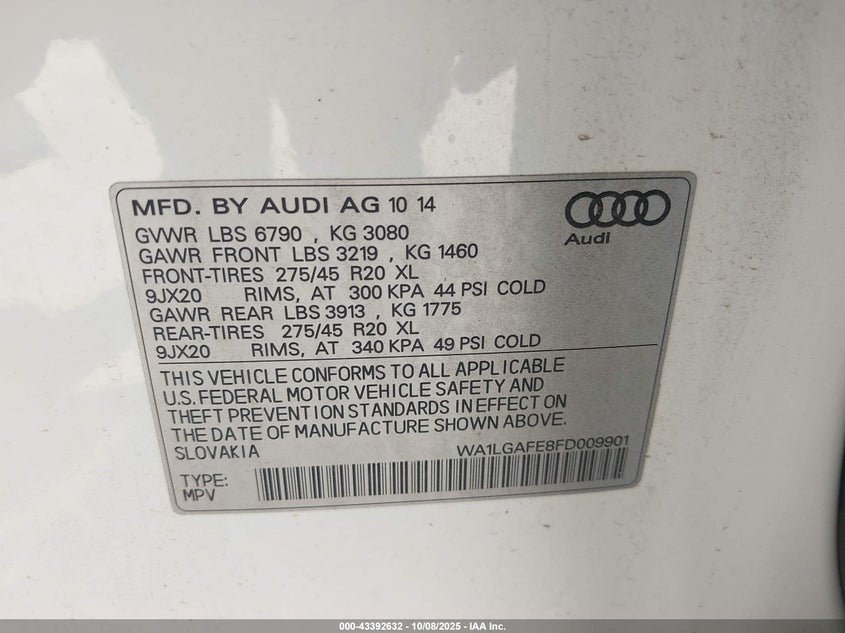 MFD. BY AUDI AG 10 14
Audi
GVWR LBS 6790 , KG 3080
GAWR FRONT LBS 3219 , KG 1460
FRONT-TIRES 275/45 R20 XL
9JX20 RIMS, AT 300 KPA 44 PSI COLD
GAWR REAR LBS 3913 , KG 1775
REAR-TIRES 275/45 R20 XL
9JX20 RIMS, AT 340 KPA 49 PSI COLD
THIS VEHICLE CONFORMS TO ALL APPLICABLE
U.S. FEDERAL MOTOR VEHICLE SAFETY AND
THEFT PREVENTION STANDARDS IN EFFECT ON
THE DATE OF MANUFACTURE SHOWN ABOVE.
SLOVAKIA WA1LGAFE8FD009901
TYPE:
MPV
000-43392632 - 10/08/2025 - IAA Inc.